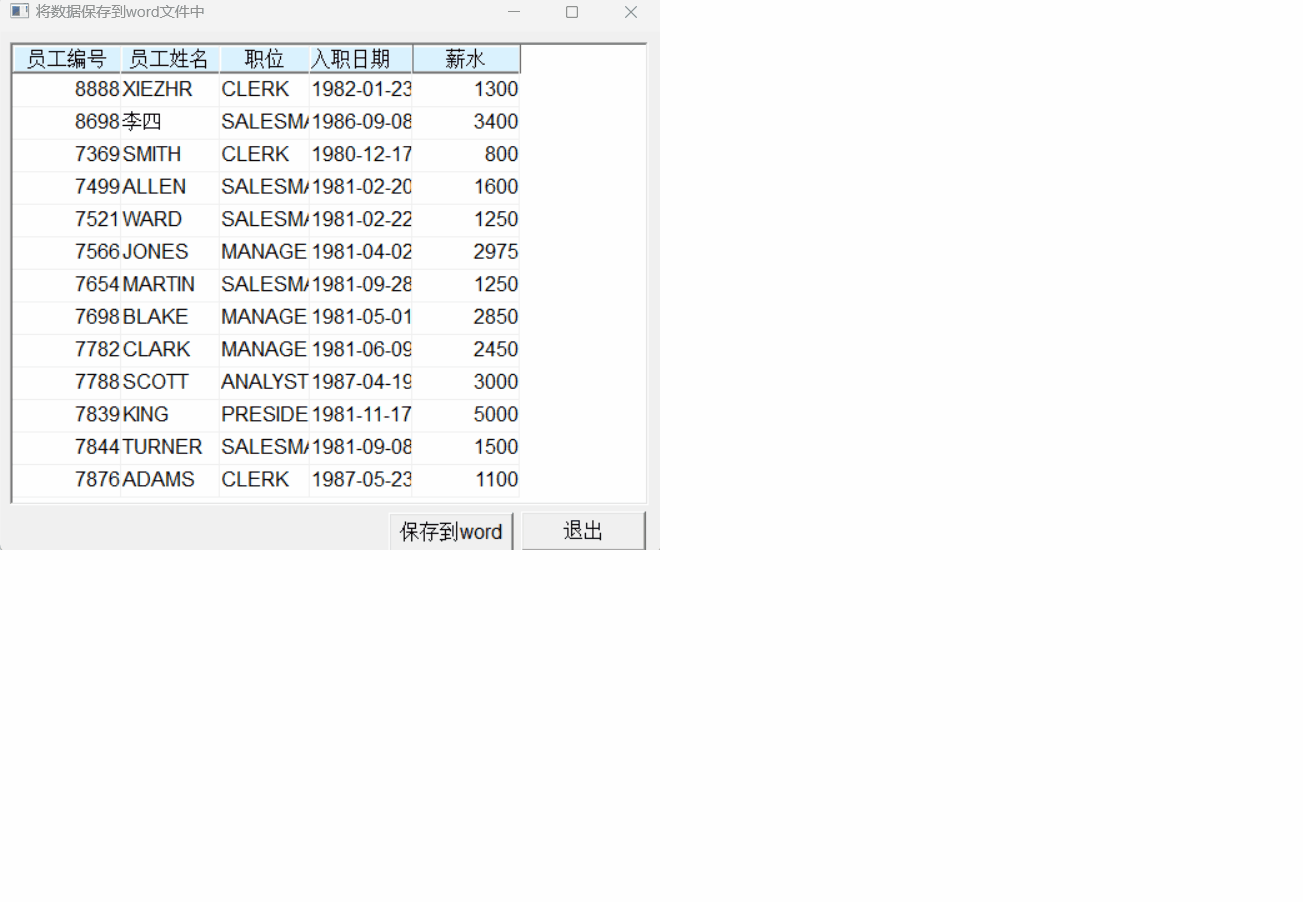 将数据保存到word文件中
员工编号 员工姓名 职位 入职日期 薪水
8888 XIEZHR CLERK 1982-01-23 1300
8698 李四 SALESMA 1986-09-08 3400
7369 SMITH CLERK 1980-12-17 800
7499 ALLEN SALESMA 1981-02-20 1600
7521 WARD SALESMA 1981-02-22 1250
7566 JONES MANAGE 1981-04-02 2975
7654 MARTIN SALESMA 1981-09-28 1250
7698 BLAKE MANAGE 1981-05-01 2850
7782 CLARK MANAGE 1981-06-09 2450
7788 SCOTT ANALYST 1987-04-19 3000
7839 KING PRESIDE 1981-11-17 5000
7844 TURNER SALESMA 1981-09-08 1500
7876 ADAMS CLERK 1987-05-23 1100
保存到word 退出